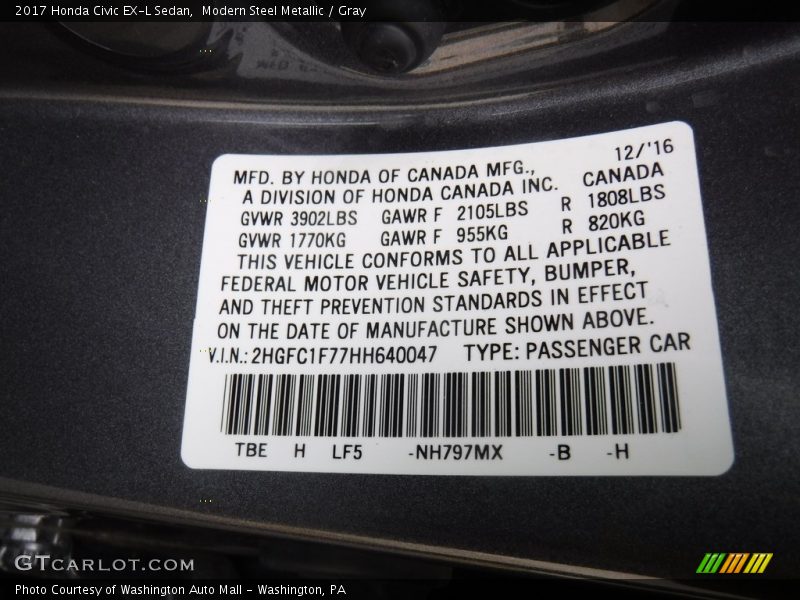 2017 Honda Civic EX-L Sedan, Modern Steel Metallic / Gray
MFD. BY HONDA OF CANADA MFG., 12/'16
A DIVISION OF HONDA CANADA INC. CANADA
GVWR 3902LBS GAWR F 2105LBS R 1808LBS
GVWR 1770KG GAWR F 955KG R 820KG
THIS VEHICLE CONFORMS TO ALL APPLICABLE
FEDERAL MOTOR VEHICLE SAFETY, BUMPER,
AND THEFT PREVENTION STANDARDS IN EFFECT
ON THE DATE OF MANUFACTURE SHOWN ABOVE.
V.I.N.: 2HGFC1F77HH640047 TYPE: PASSENGER CAR
TBE H LF5 -NH797MX -B -H
GTCARLOT.COM
Photo Courtesy of Washington Auto Mall - Washington, PA